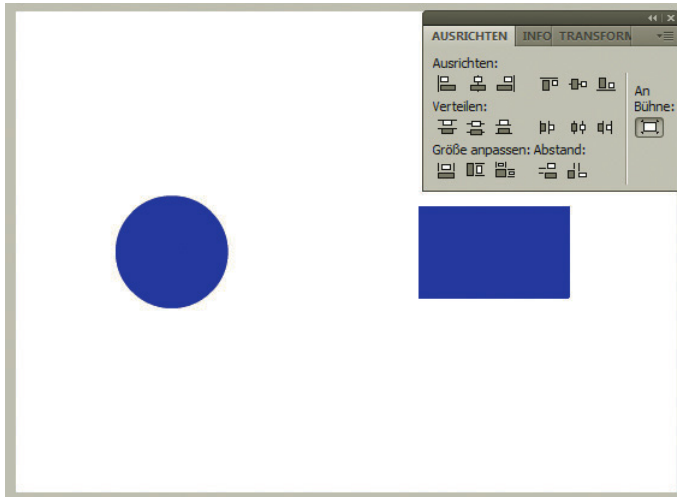 AUSRICHTEN INFO TRANSFORM
Ausrichten:
An
Bühne:
Verteilen:
Größe anpassen: Abstand: